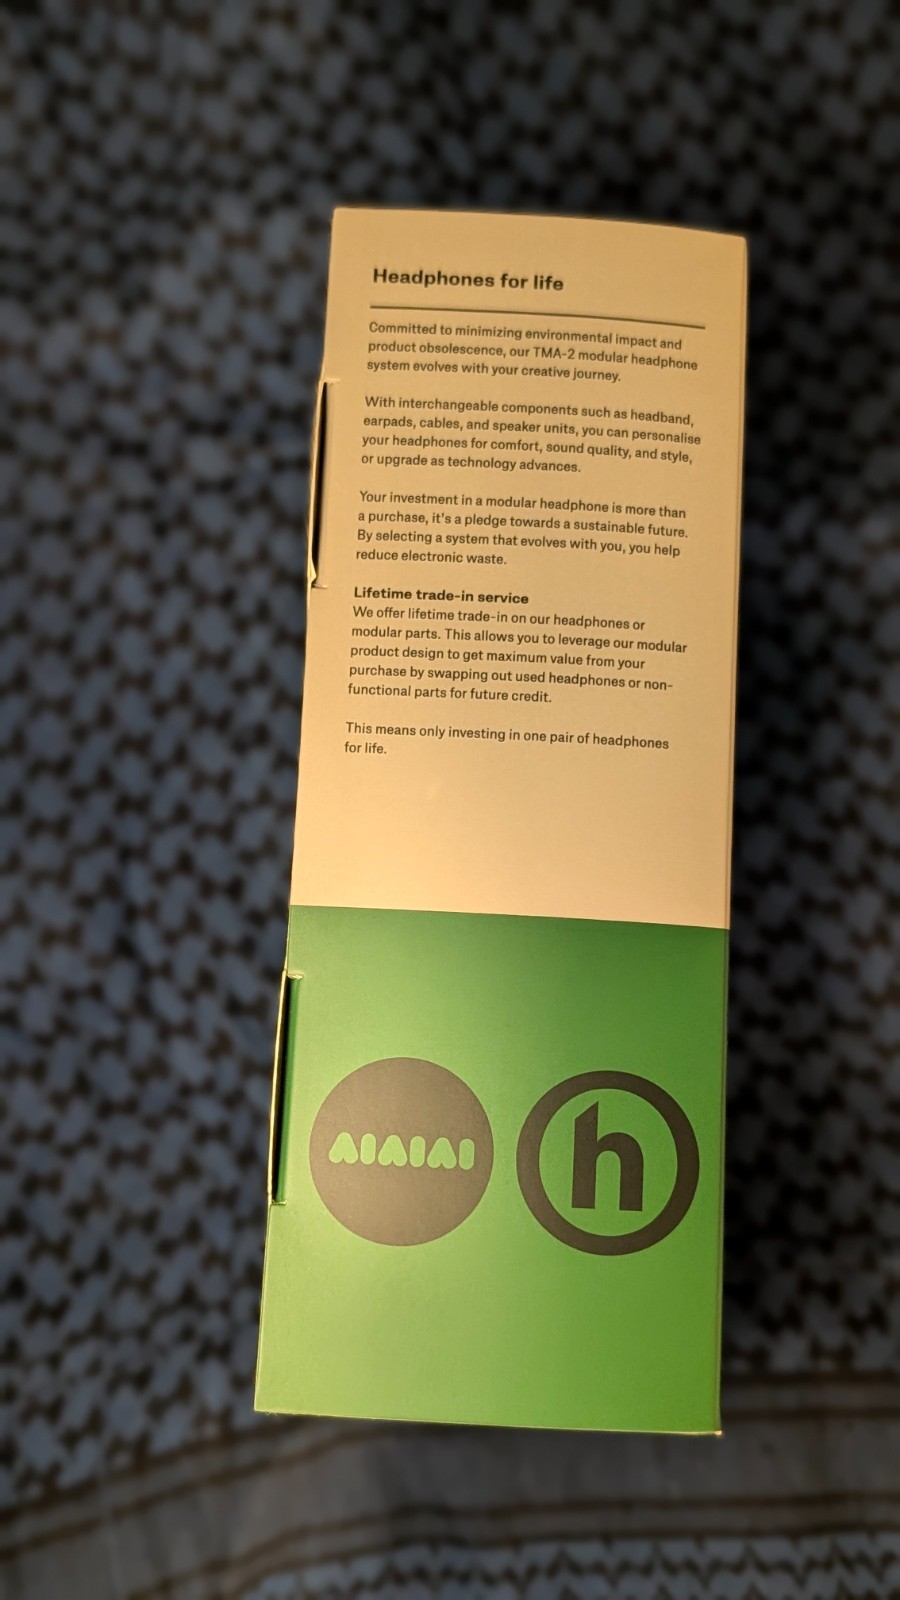 Headphones for life
Committed to minimizing environmental impact and
product obsolescence, our TMA-2 modular headphone
system evolves with your creative journey.
With interchangeable components such as headband,
earpads, cables, and speaker units, you can personalise
your headphones for comfort, sound quality, and style,
or upgrade as technology advances.
Your investment in a modular headphone is more than
a purchase, it's a pledge towards a sustainable future.
By selecting a system that evolves with you, you help
reduce electronic waste.
Lifetime trade-in service
We offer lifetime trade-in on our headphones or
modular parts. This allows you to leverage our modular
product design to get maximum value from your
purchase by swapping out used headphones or non-
functional parts for future credit.
This means only investing in one pair of headphones
for life.
AIAIAI
h